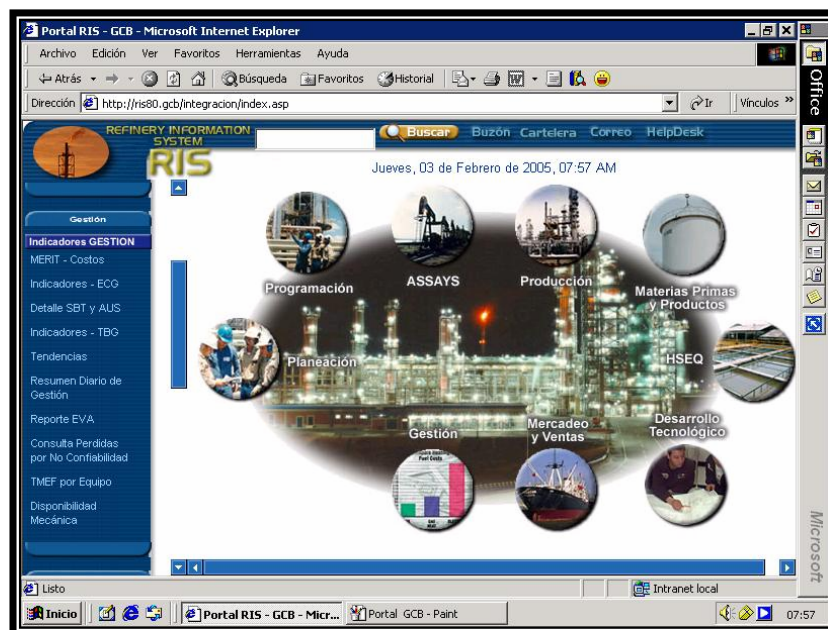 Portal RIS - GCB - Microsoft Internet Explorer
Archivo Edición Ver Favoritos Herramientas Ayuda
Atrás Búsqueda Favoritos Historial
Dirección http://ris80.gcb/integracion/index.asp Ir Vínculos »
REFINERY INFORMATION
SYSTEM
RIS
Buscar Buzón Cartelera Correo HelpDesk
Jueves, 03 de Febrero de 2005, 07:57 AM
Gestión
Indicadores GESTION
MERIT - Costos
Indicadores - ECG
Detalle SBT y AUS
Indicadores - TBG
Tendencias
Resumen Diario de
Gestión
Reporte EVA
Consulta Perdidas
por No Confiabilidad
TMEF por Equipo
Disponibilidad
Mecánica
Programación
ASSAYS
Producción
Materias Primas
y Productos
Planeación
HSEQ
Gestión
Mercadeo
y Ventas
Desarrollo
Tecnológico
Fuel Costs
Office
Microsoft
Listo
Intranet local
Inicio
Portal RIS - GCB - Micr...
Portal GCB - Paint
07:57